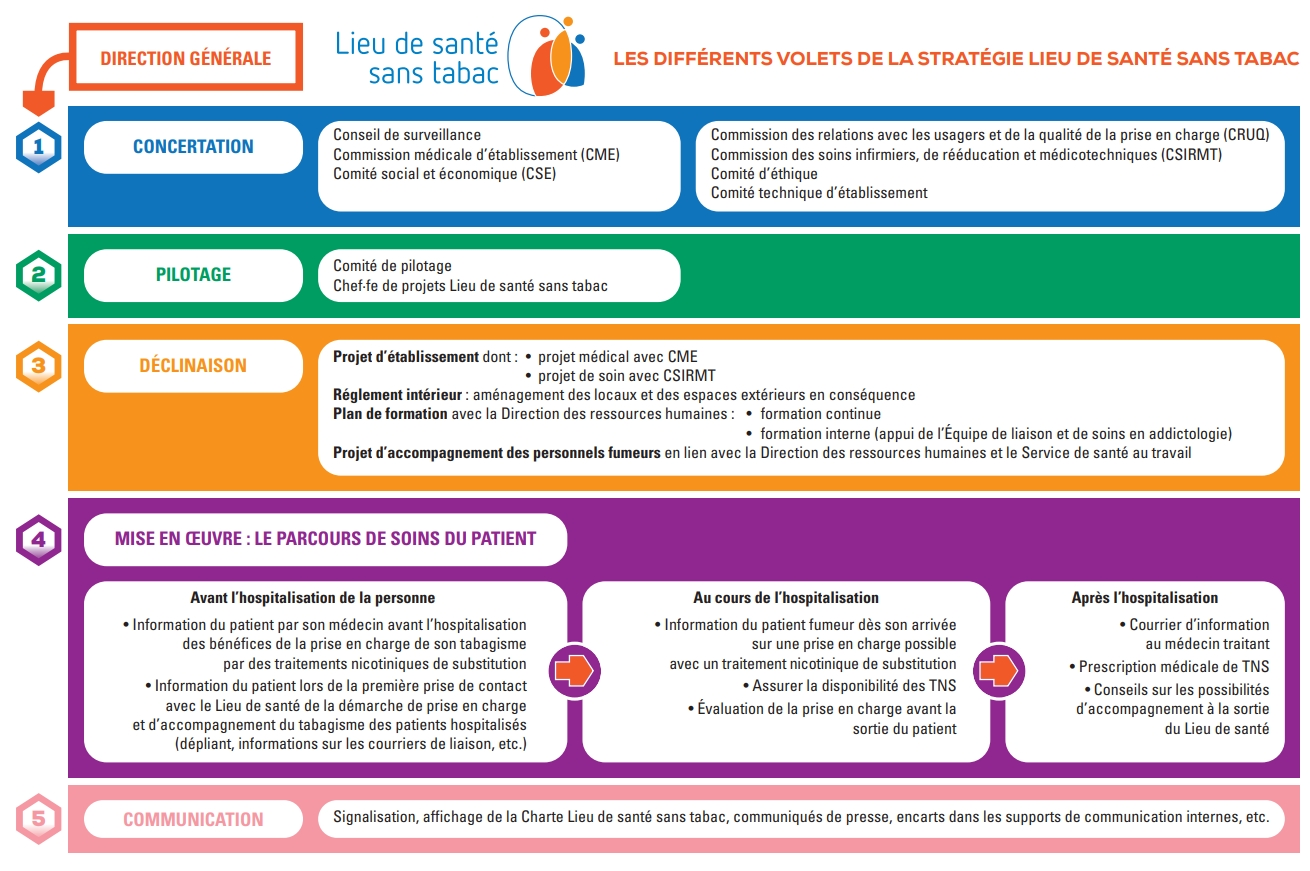 DIRECTION GÉNÉRALE
Lieu de santé
sans tabac
LES DIFFÉRENTS VOLETS DE LA STRATÉGIE LIEU DE SANTÉ SANS TABAC
1
CONCERTATION
Conseil de surveillance
Commission médicale d’établissement (CME)
Comité social et économique (CSE)
Commission des relations avec les usagers et de la qualité de la prise en charge (CRUQ)
Commission des soins infirmiers, de rééducation et médicotechniques (CSIRMT)
Comité d’éthique
Comité technique d’établissement
2
PILOTAGE
Comité de pilotage
Chef·fe de projets Lieu de santé sans tabac
3
DÉCLINAISON
Projet d’établissement dont : • projet médical avec CME
• projet de soin avec CSIRMT
Réglement intérieur : aménagement des locaux et des espaces extérieurs en conséquence
Plan de formation avec la Direction des ressources humaines : • formation continue
• formation interne (appui de l’Équipe de liaison et de soins en addictologie)
Projet d’accompagnement des personnels fumeurs en lien avec la Direction des ressources humaines et le Service de santé au travail
4
MISE EN ŒUVRE : LE PARCOURS DE SOINS DU PATIENT
Avant l’hospitalisation de la personne
• Information du patient par son médecin avant l’hospitalisation
des bénéfices de la prise en charge de son tabagisme
par des traitements nicotiniques de substitution
• Information du patient lors de la première prise de contact
avec le Lieu de santé de la démarche de prise en charge
et d’accompagnement du tabagisme des patients hospitalisés
(dépliant, informations sur les courriers de liaison, etc.)
Au cours de l’hospitalisation
• Information du patient fumeur dès son arrivée
sur une prise en charge possible
avec un traitement nicotinique de substitution
• Assurer la disponibilité des TNS
• Évaluation de la prise en charge avant la
sortie du patient
Après l’hospitalisation
• Courrier d’information
au médecin traitant
• Prescription médicale de TNS
• Conseils sur les possibilités
d’accompagnement à la sortie
du Lieu de santé
5
COMMUNICATION
Signalisation, affichage de la Charte Lieu de santé sans tabac, communiqués de presse, encarts dans les supports de communication internes, etc.